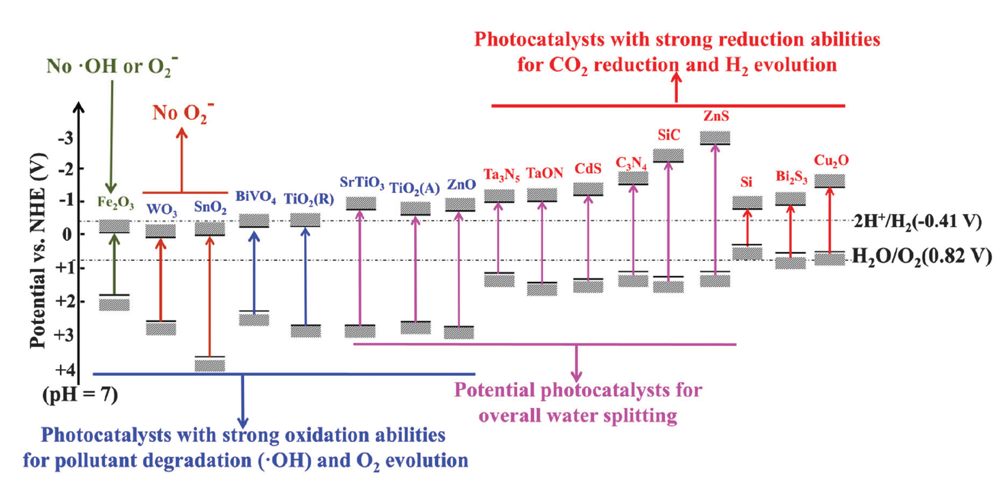 Photocatalysts with strong reduction abilities
for CO₂ reduction and H₂ evolution
No ·OH or O₂⁻
No O₂⁻
ZnS
SiC
Cu₂O
C₃N₄
CdS
TaON
Ta₃N₅
Bi₂S₃
Si
SrTiO₃
TiO₂(A)
ZnO
BiVO₄
TiO₂(R)
Fe₂O₃
WO₃
SnO₂
Potential vs. NHE (V)
-3
-2
-1
0
+1
+2
+3
+4
(pH = 7)
2H⁺/H₂(-0.41 V)
H₂O/O₂(0.82 V)
Potential photocatalysts for
overall water splitting
Photocatalysts with strong oxidation abilities
for pollutant degradation (·OH) and O₂ evolution